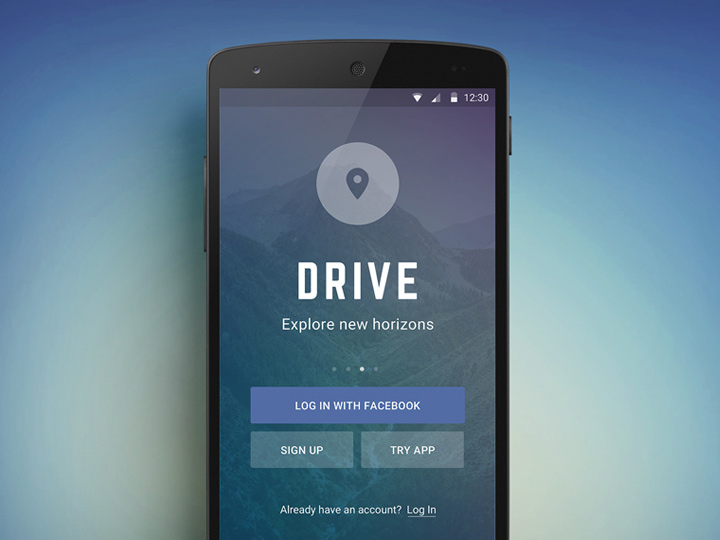 12:30
DRIVE
Explore new horizons
LOG IN WITH FACEBOOK
SIGN UP TRY APP
Already have an account? Log In